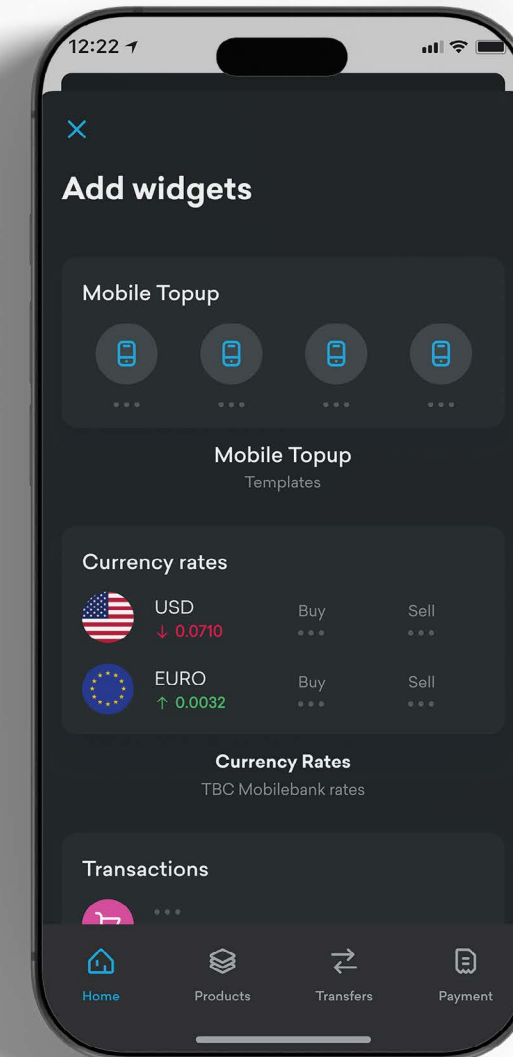 12:22
Add widgets
Mobile Topup
Mobile Topup
Templates
Currency rates
USD Buy Sell
↓ 0.0710
EURO Buy Sell
↑ 0.0032
Currency Rates
TBC Mobilebank rates
Transactions
Home Products Transfers Payment